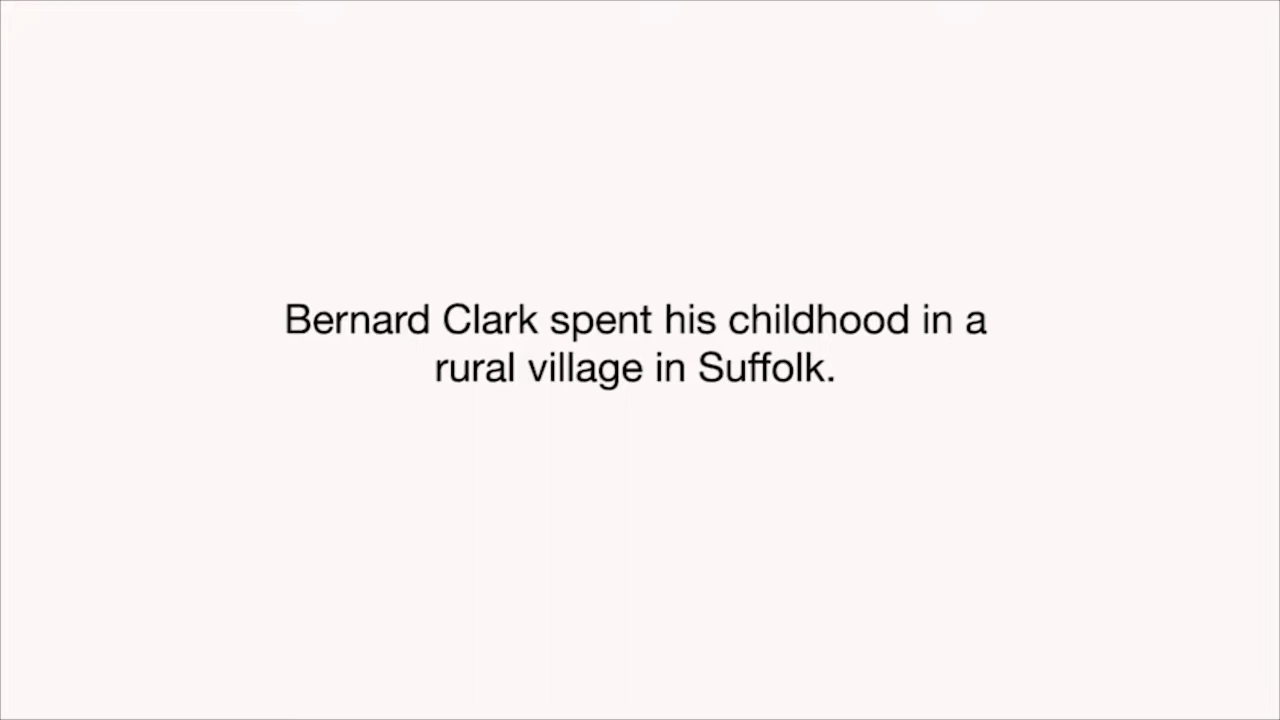 Bernard Clark spent his childhood in a
rural village in Suffolk.